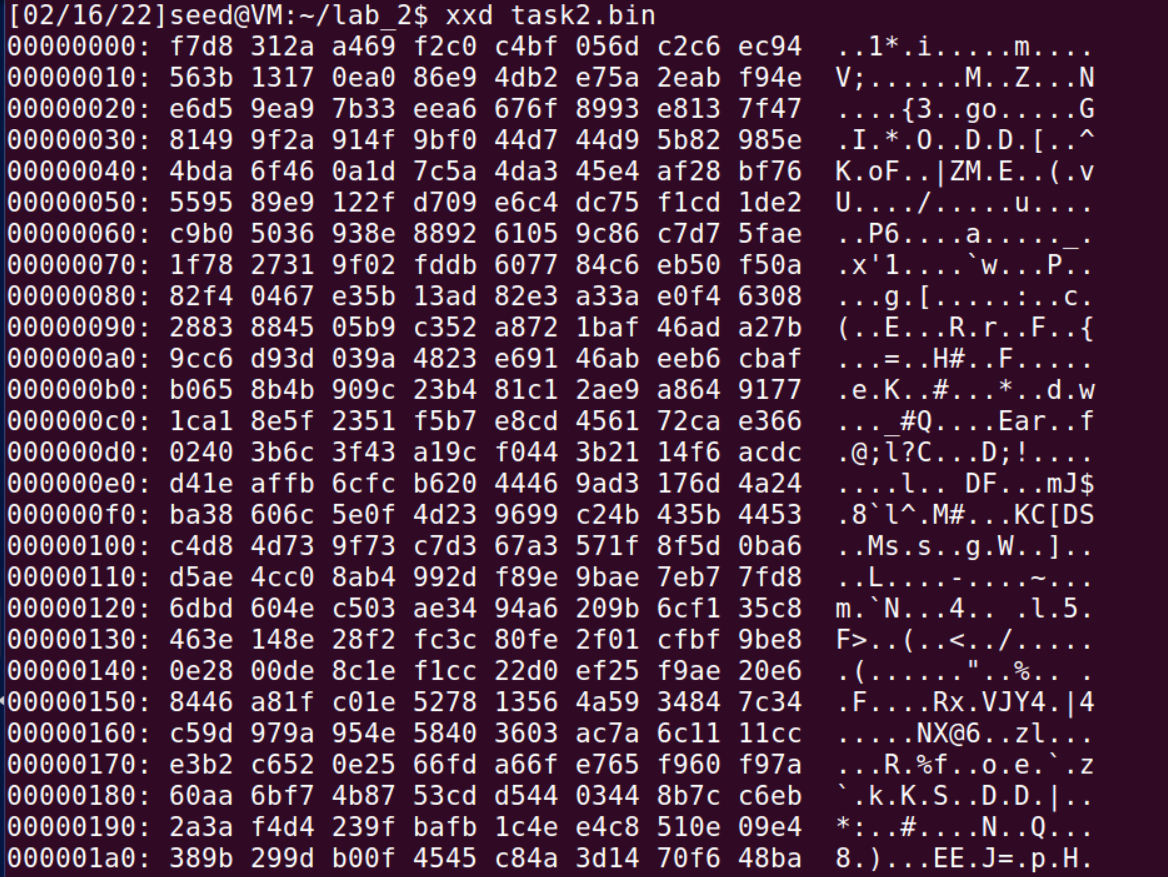 [02/16/22]seed@VM:~/lab_2$ xxd task2.bin
00000000: f7d8 312a a469 f2c0 c4bf 056d c2c6 ec94  ..1*.i.....m....
00000010: 563b 1317 0ea0 86e9 4db2 e75a 2eab f94e  V;......M..Z...N
00000020: e6d5 9ea9 7b33 eea6 676f 8993 e813 7f47  ....{3..go.....G
00000030: 8149 9f2a 914f 9bf0 44d7 44d9 5b82 985e  .I.*.O..D.D.[..^
00000040: 4bda 6f46 0a1d 7c5a 4da3 45e4 af28 bf76  K.oF..|ZM.E..(.v
00000050: 5595 89e9 122f d709 e6c4 dc75 f1cd 1de2  U..../.....u....
00000060: c9b0 5036 938e 8892 6105 9c86 c7d7 5fae  ..P6....a....._.
00000070: 1f78 2731 9f02 fddb 6077 84c6 eb50 f50a  .x'1....`w...P..
00000080: 82f4 0467 e35b 13ad 82e3 a33a e0f4 6308  ...g.[.....:..c.
00000090: 2883 8845 05b9 c352 a872 1baf 46ad a27b  (..E...R.r..F..{
000000a0: 9cc6 d93d 039a 4823 e691 46ab eeb6 cbaf  ...=..H#..F.....
000000b0: b065 8b4b 909c 23b4 81c1 2ae9 a864 9177  .e.K..#...*..d.w
000000c0: 1ca1 8e5f 2351 f5b7 e8cd 4561 72ca e366  ..._#Q....Ear..f
000000d0: 0240 3b6c 3f43 a19c f044 3b21 14f6 acdc  .@;l?C...D;!....
000000e0: d41e affb 6cfc b620 4446 9ad3 176d 4a24  ....l.. DF...mJ$
000000f0: ba38 606c 5e0f 4d23 9699 c24b 435b 4453  .8`l^.M#...KC[DS
00000100: c4d8 4d73 9f73 c7d3 67a3 571f 8f5d 0ba6  ..Ms.s..g.W..]..
00000110: d5ae 4cc0 8ab4 992d f89e 9bae 7eb7 7fd8  ..L....-....~...
00000120: 6dbd 604e c503 ae34 94a6 209b 6cf1 35c8  m.`N...4.. .l.5.
00000130: 463e 148e 28f2 fc3c 80fe 2f01 cfbf 9be8  F>..(..<../.....
00000140: 0e28 00de 8c1e f1cc 22d0 ef25 f9ae 20e6  .(......"..%.. .
00000150: 8446 a81f c01e 5278 1356 4a59 3484 7c34  .F....Rx.VJY4.|4
00000160: c59d 979a 954e 5840 3603 ac7a 6c11 11cc  .....NX@6..zl...
00000170: e3b2 c652 0e25 66fd a66f e765 f960 f97a  ...R.%f..o.e.`.z
00000180: 60aa 6bf7 4b87 53cd d544 0344 8b7c c6eb  `.k.K.S..D.D.|..
00000190: 2a3a f4d4 239f bafb 1c4e e4c8 510e 09e4  *:..#....N..Q...
000001a0: 389b 299d b00f 4545 c84a 3d14 70f6 48ba  8.)...EE.J=.p.H.